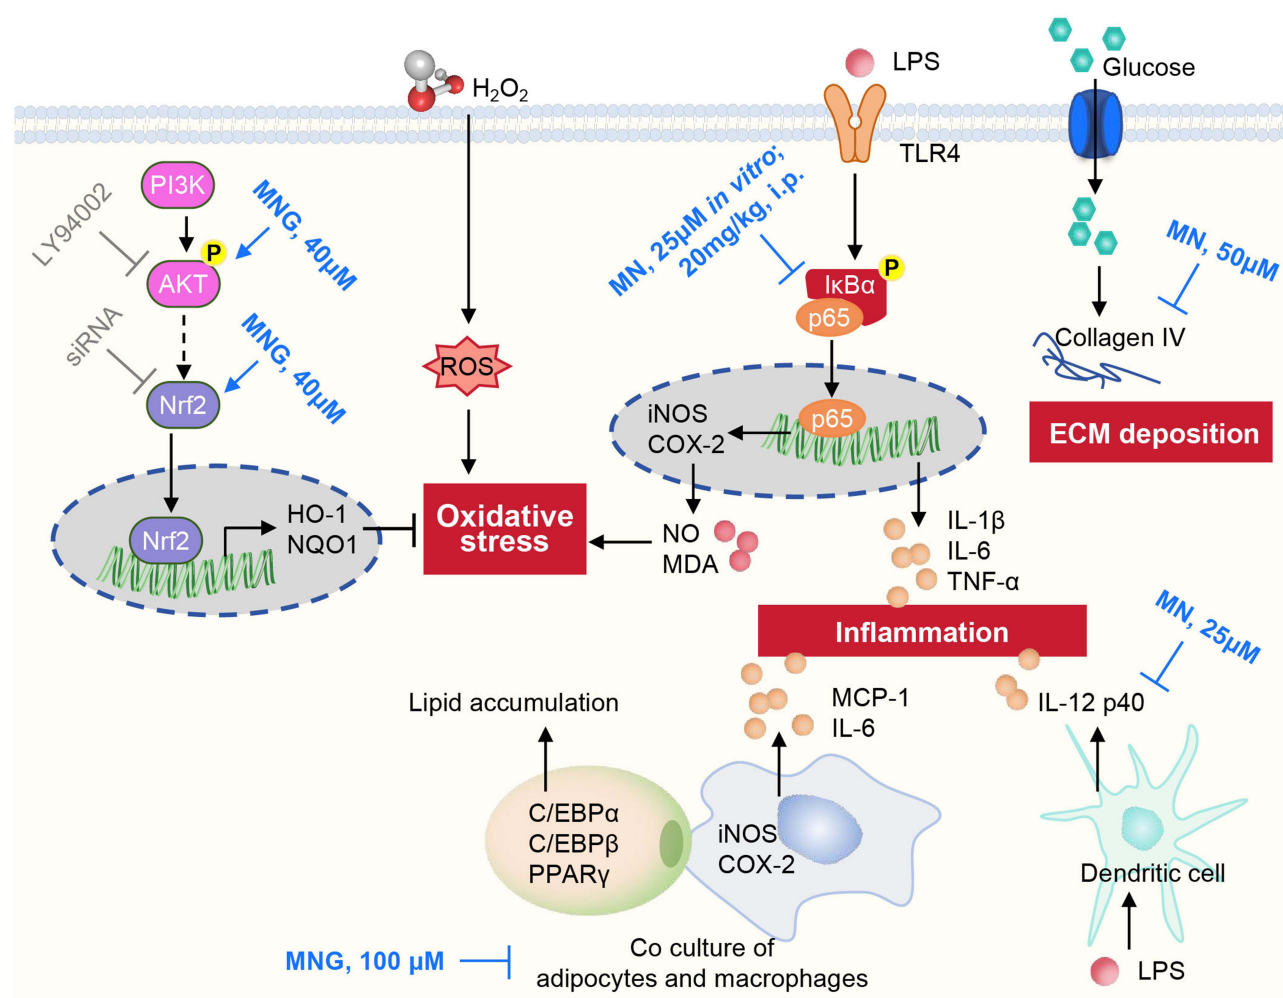 H₂O₂
LPS
Glucose
TLR4
PI3K
LY94002
MNG, 40μM
P
AKT
siRNA
MNG, 40μM
Nrf2
ROS
MN, 25μM in vitro;
20mg/kg, i.p.
P
IκBα
p65
MN, 50μM
Collagen IV
ECM deposition
iNOS
COX-2
p65
Nrf2
HO-1
NQO1
Oxidative
stress
NO
MDA
IL-1β
IL-6
TNF-α
Inflammation
MN, 25μM
Lipid accumulation
MCP-1
IL-6
IL-12 p40
C/EBPα
C/EBPβ
PPARγ
iNOS
COX-2
Dendritic cell
LPS
MNG, 100 μM
Co culture of
adipocytes and macrophages